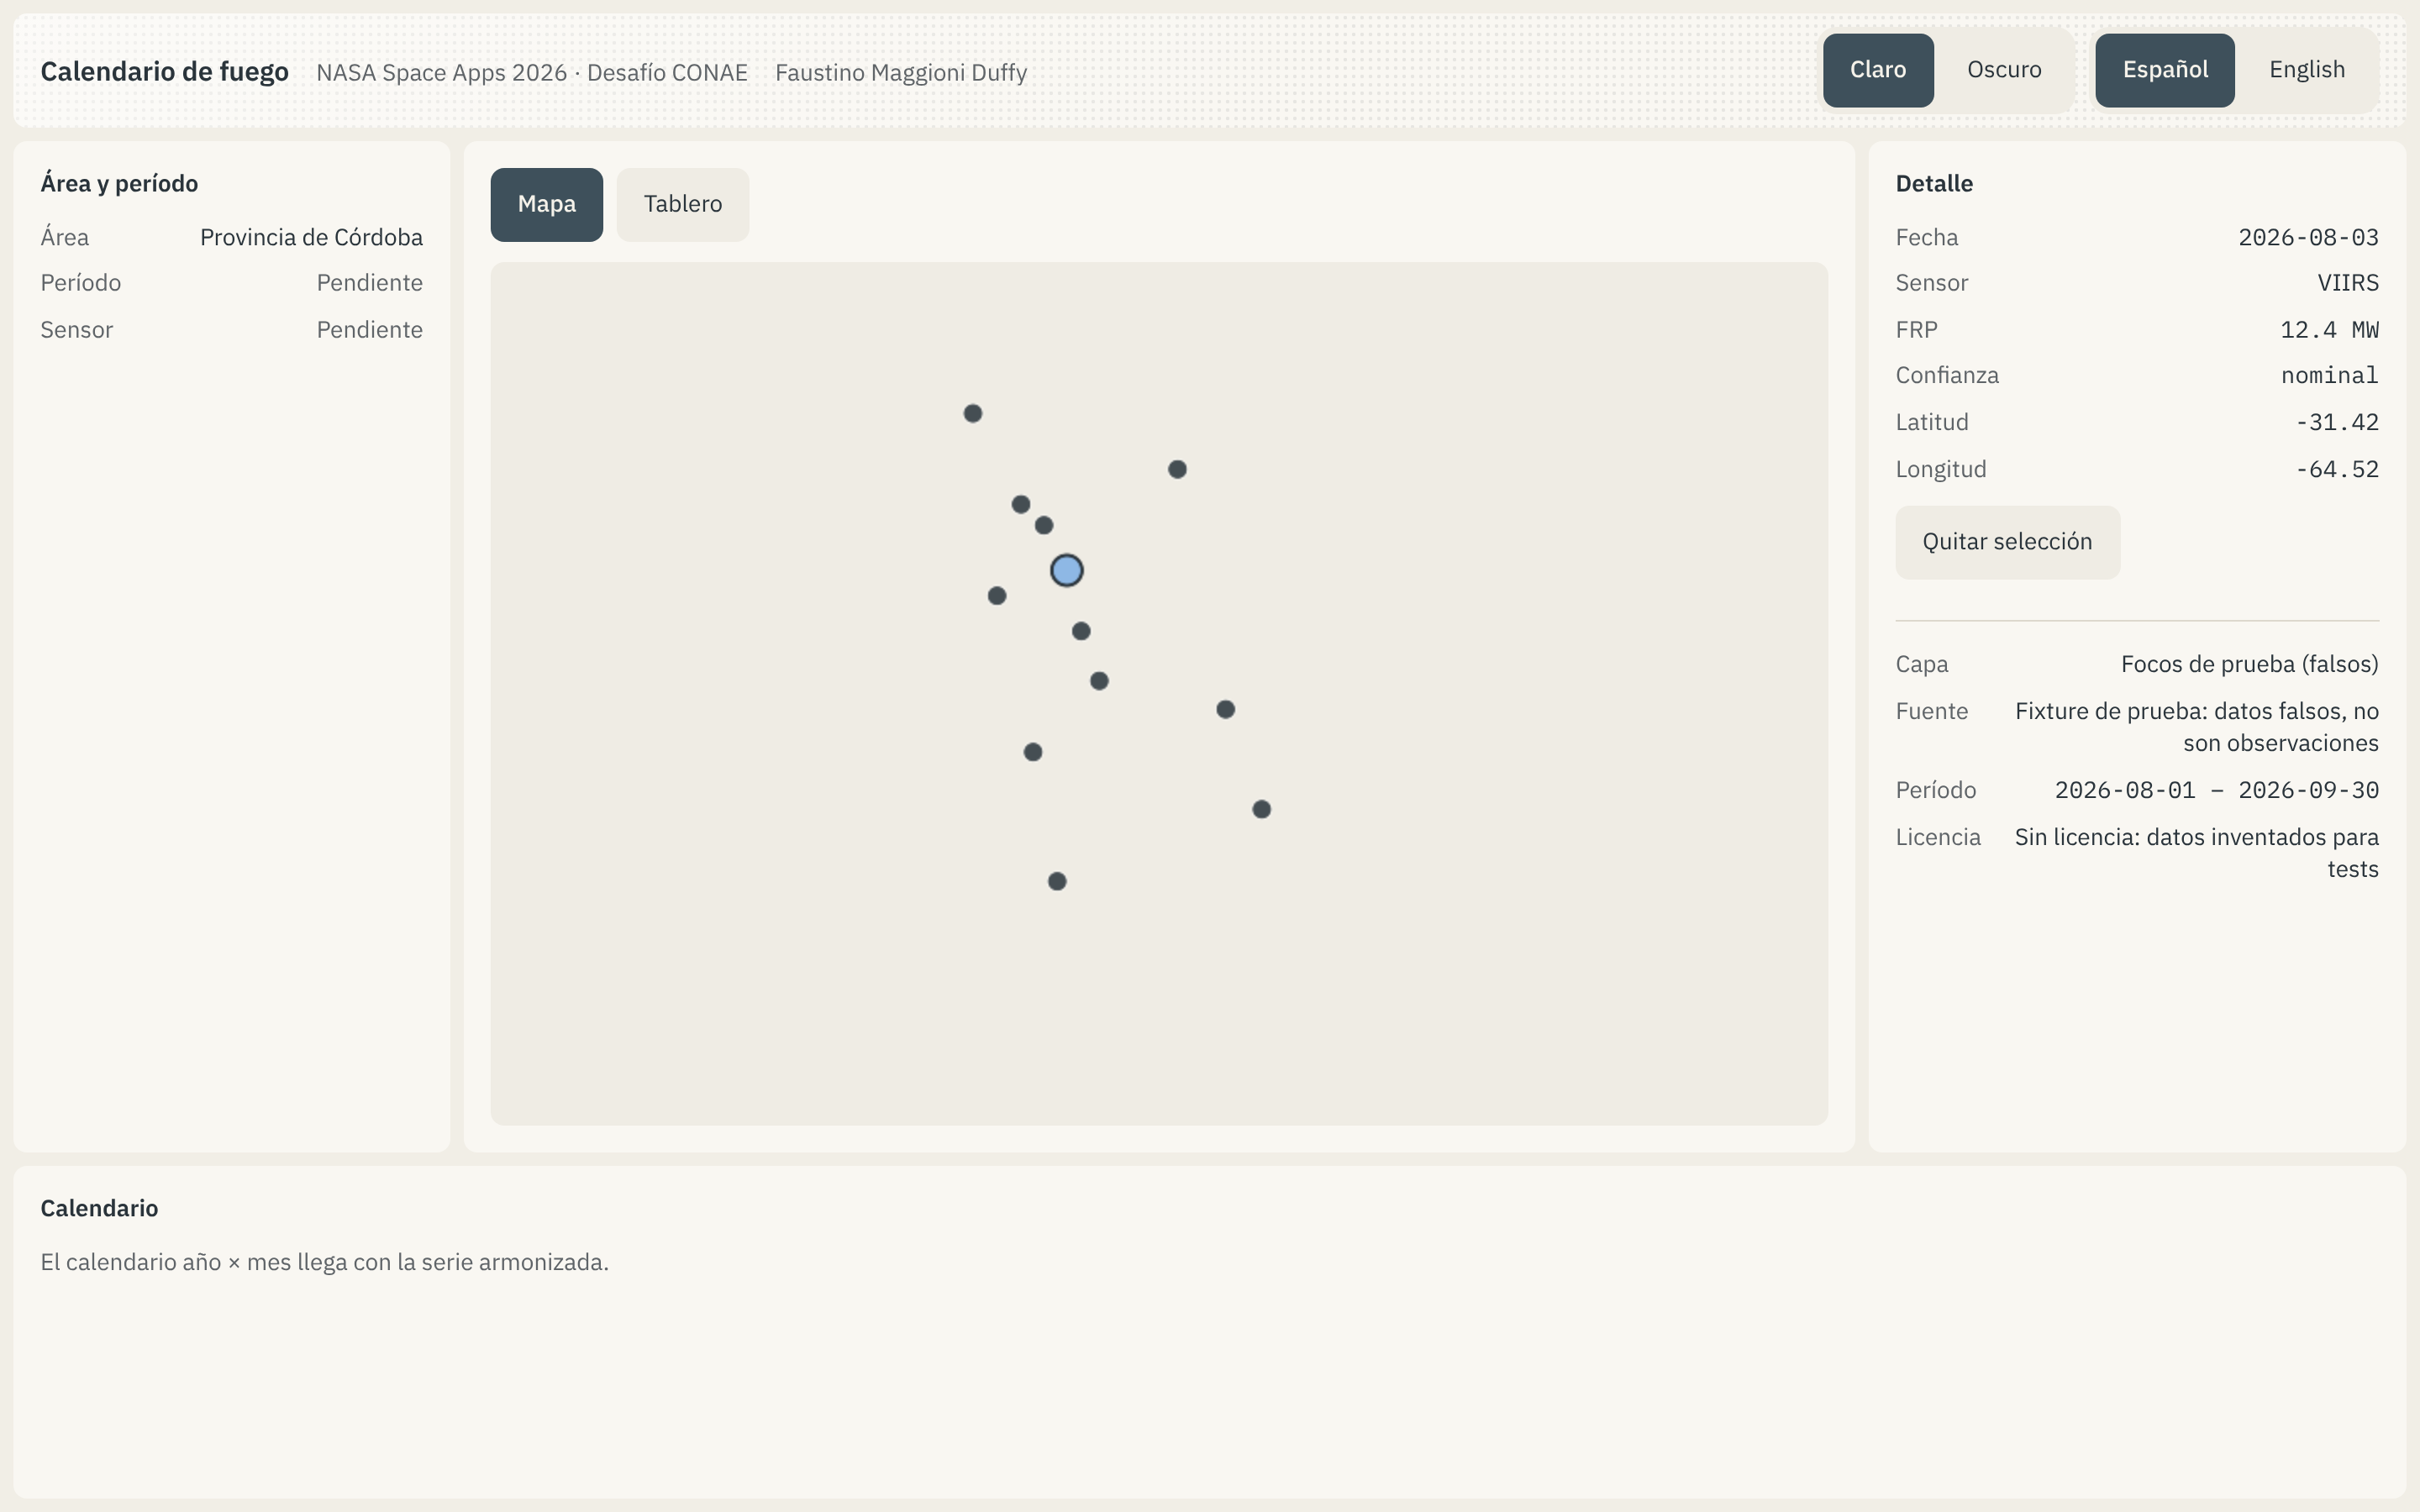 Calendario de fuego NASA Space Apps 2026 · Desafío CONAE Faustino Maggioni Duffy Claro Oscuro Español English
Área y período
Área Provincia de Córdoba
Período Pendiente
Sensor Pendiente
Mapa Tablero
Detalle
Fecha 2026-08-03
Sensor VIIRS
FRP 12.4 MW
Confianza nominal
Latitud -31.42
Longitud -64.52
Quitar selección
Capa Focos de prueba (falsos)
Fuente Fixture de prueba: datos falsos, no
son observaciones
Período 2026-08-01 – 2026-09-30
Licencia Sin licencia: datos inventados para
tests
Calendario
El calendario año × mes llega con la serie armonizada.